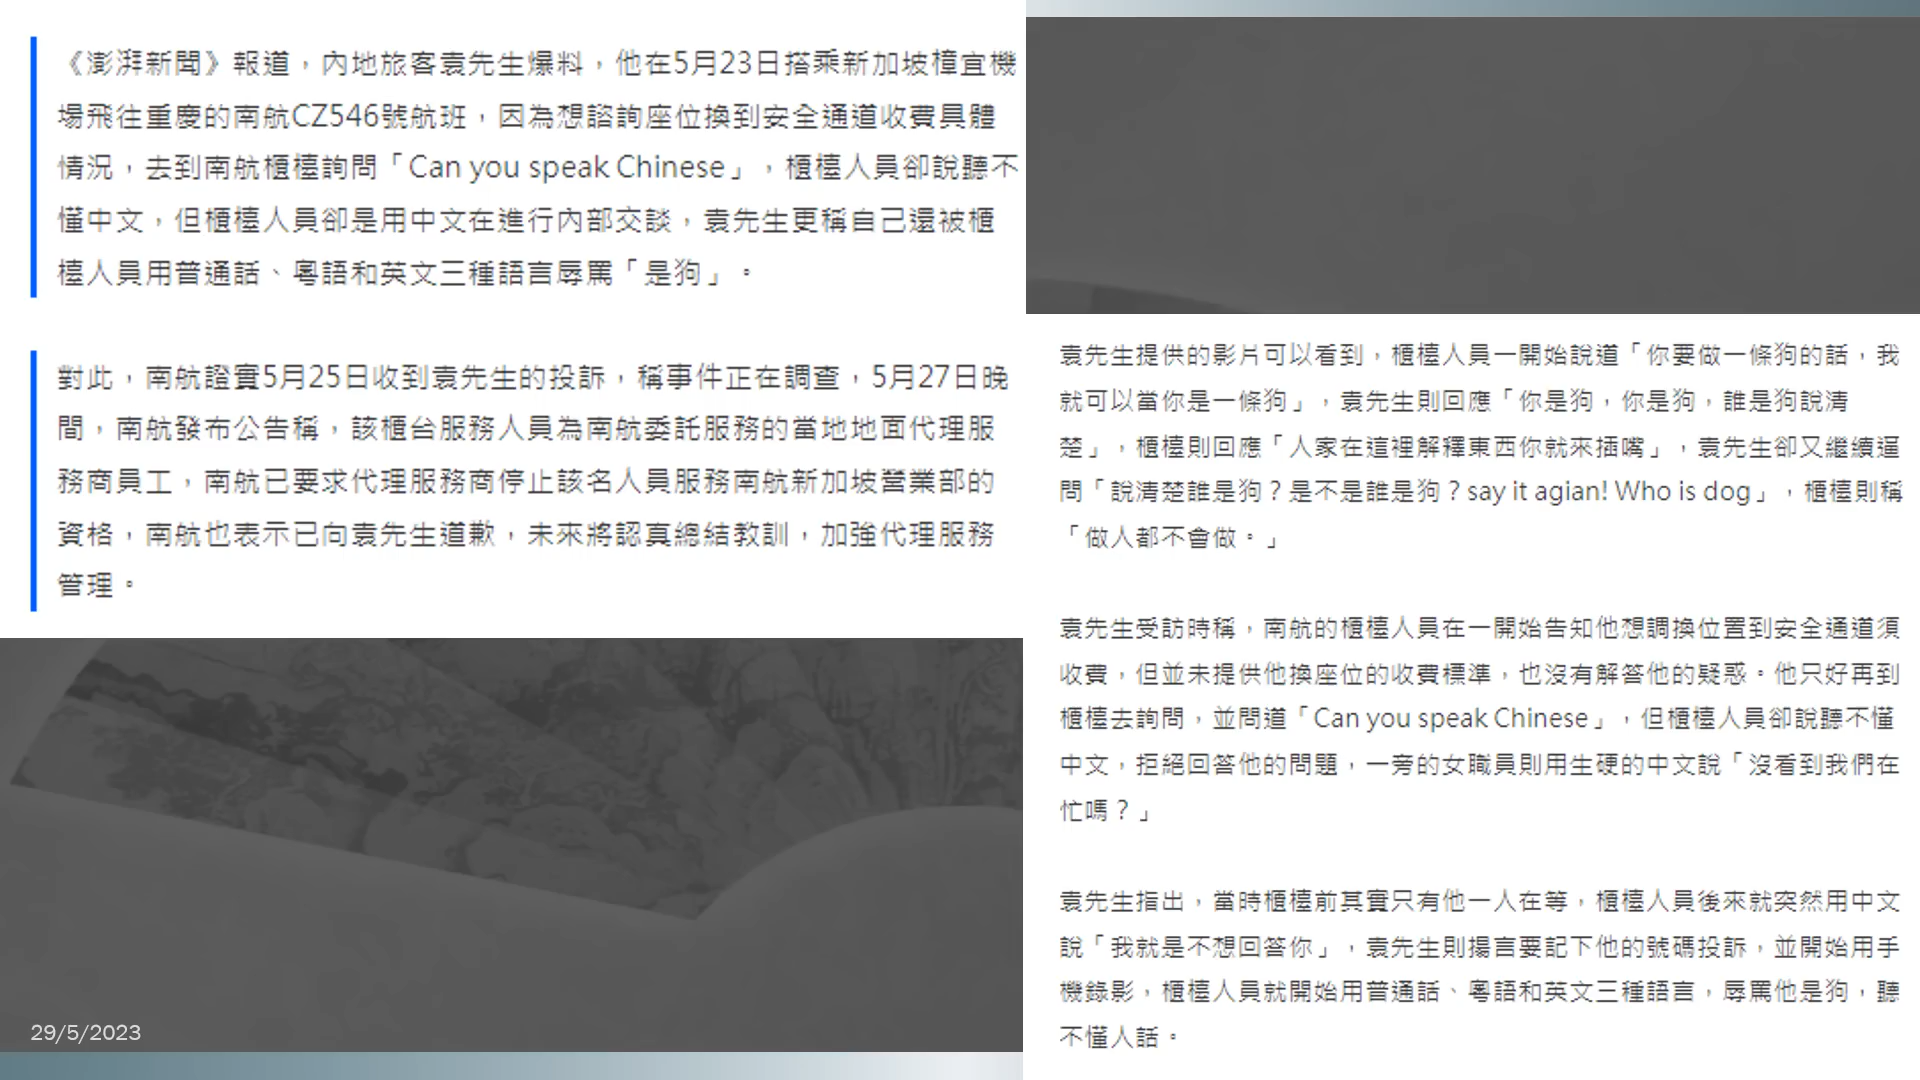 《澎湃新聞》報道，內地旅客袁先生爆料，他在5月23日搭乘新加坡樟宜機
場飛往重慶的南航CZ546號航班，因為想諮詢座位換到安全通道收費具體
情況，去到南航櫃檯詢問「Can you speak Chinese」，櫃檯人員卻說聽不
懂中文，但櫃檯人員卻是用中文在進行內部交談，袁先生更稱自己還被櫃
檯人員用普通話、粵語和英文三種語言辱罵「是狗」。
對此，南航證實5月25日收到袁先生的投訴，稱事件正在調查，5月27日晚
間，南航發布公告稱，該櫃台服務人員為南航委託服務的當地地面代理服
務商員工，南航已要求代理服務商停止該名人員服務南航新加坡營業部的
資格，南航也表示已向袁先生道歉，未來將認真總結教訓，加強代理服務
管理。
29/5/2023
袁先生提供的影片可以看到，櫃檯人員一開始說道「你要做一條狗的話，我
就可以當你是一條狗」，袁先生則回應「你是狗，你是狗，誰是狗說清
楚」，櫃檯則回應「人家在這裡解釋東西你就來插嘴」，袁先生卻又繼續逼
問「說清楚誰是狗？是不是誰是狗？say it agian! Who is dog」，櫃檯則稱
「做人都不會做。」
袁先生受訪時稱，南航的櫃檯人員在一開始告知他想調換位置到安全通道須
收費，但並未提供他換座位的收費標準，也沒有解答他的疑惑。他只好再到
櫃檯去詢問，並問道「Can you speak Chinese」，但櫃檯人員卻說聽不懂
中文，拒絕回答他的問題，一旁的女職員則用生硬的中文說「沒看到我們在
忙嗎？」
袁先生指出，當時櫃檯前其實只有他一人在等，櫃檯人員後來就突然用中文
說「我就是不想回答你」，袁先生則揚言要記下他的號碼投訴，並開始用手
機錄影，櫃檯人員就開始用普通話、粵語和英文三種語言，辱罵他是狗，聽
不懂人話。